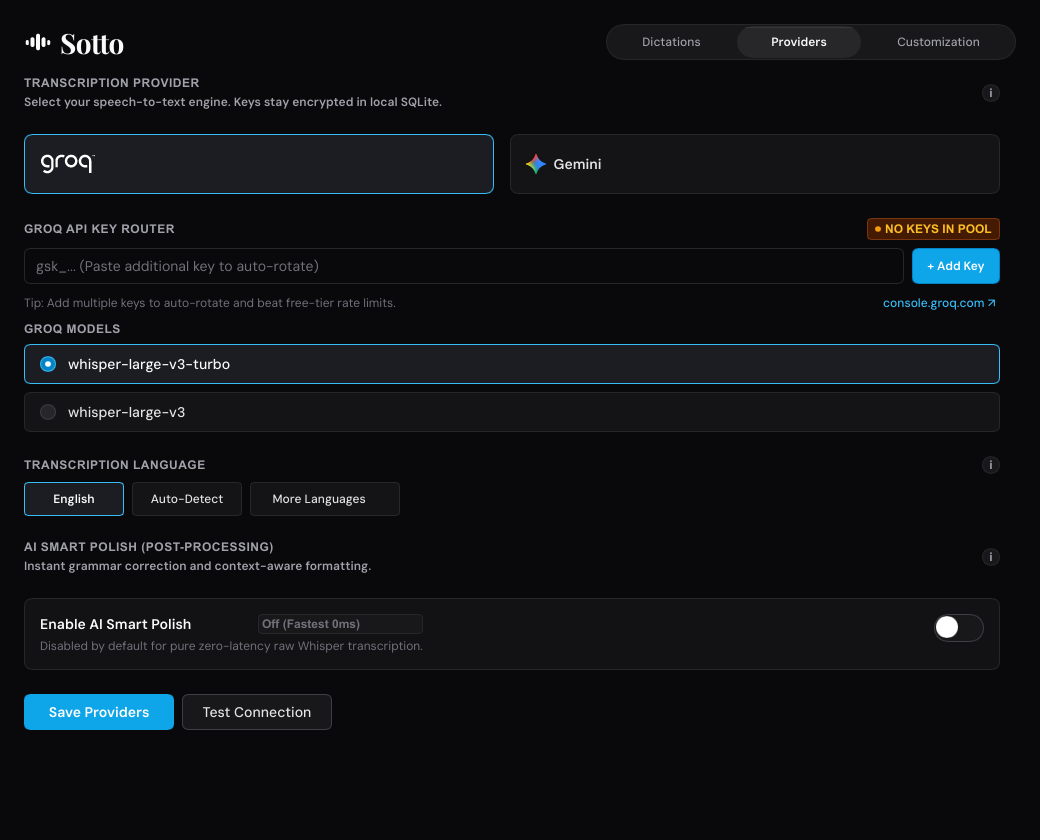 Sotto
Dictations
Providers
Customization
TRANSCRIPTION PROVIDER
Select your speech-to-text engine. Keys stay encrypted in local SQLite.
i
groq
Gemini
GROQ API KEY ROUTER
NO KEYS IN POOL
gsk_... (Paste additional key to auto-rotate)
+ Add Key
Tip: Add multiple keys to auto-rotate and beat free-tier rate limits.
console.groq.com ↗
GROQ MODELS
whisper-large-v3-turbo
whisper-large-v3
TRANSCRIPTION LANGUAGE
i
English
Auto-Detect
More Languages
AI SMART POLISH (POST-PROCESSING)
Instant grammar correction and context-aware formatting.
i
Enable AI Smart Polish
Off (Fastest 0ms)
Disabled by default for pure zero-latency raw Whisper transcription.
Save Providers
Test Connection